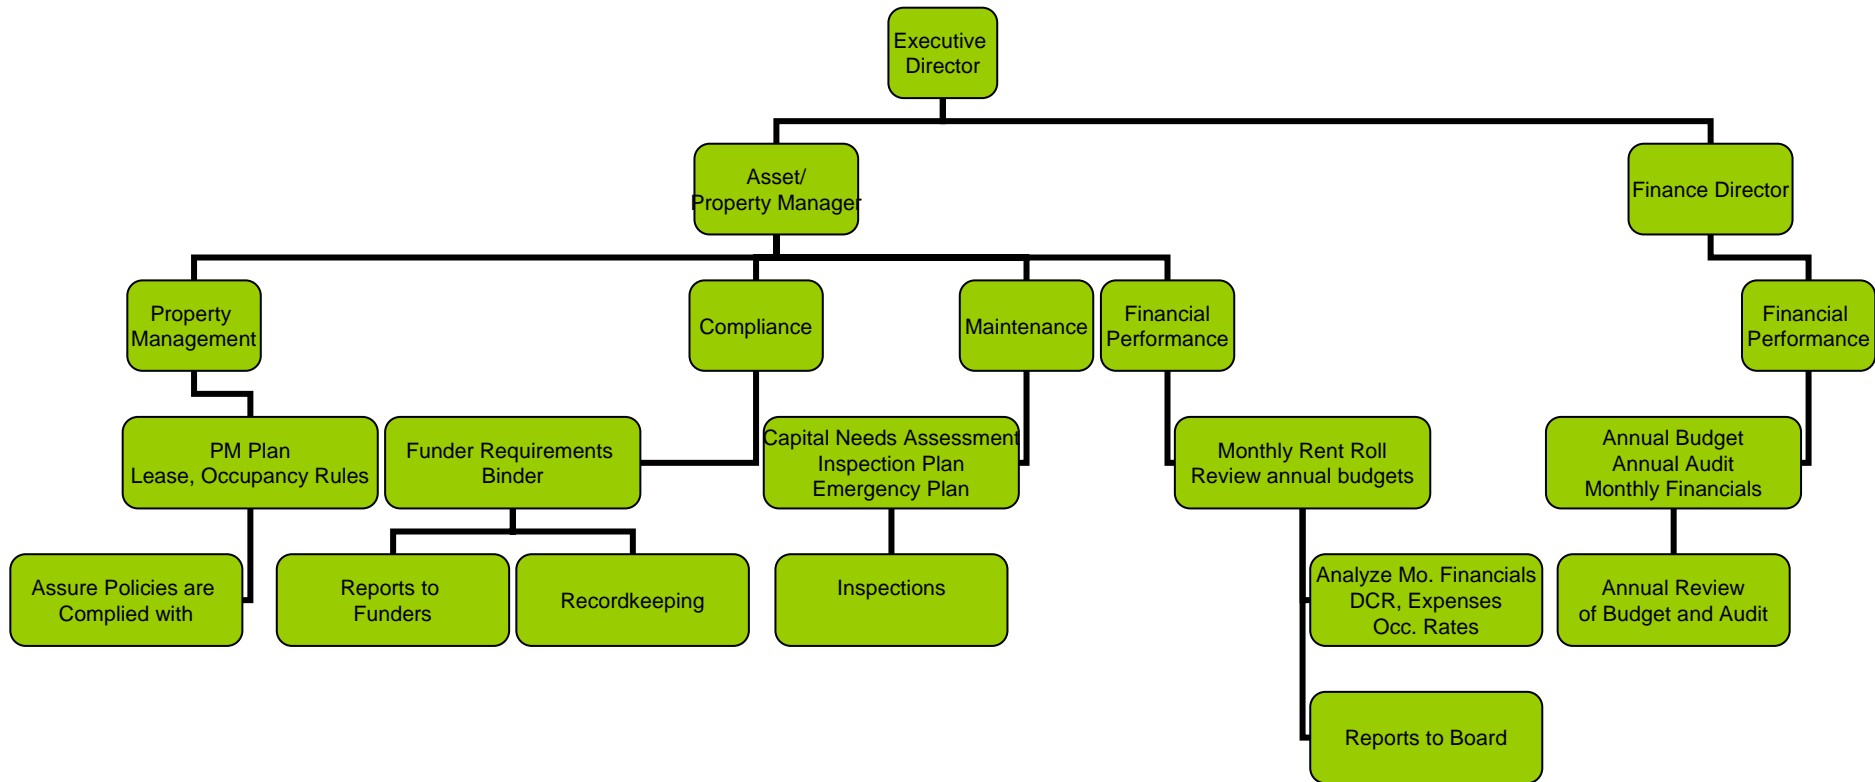 Executive
Director
Asset/
Property Manager
Finance Director
Property
Management
Compliance
Maintenance
Financial
Performance
Financial
Performance
PM Plan
Lease, Occupancy Rules
Funder Requirements
Binder
Capital Needs Assessment
Inspection Plan
Emergency Plan
Monthly Rent Roll
Review annual budgets
Annual Budget
Annual Audit
Monthly Financials
Assure Policies are
Complied with
Reports to
Funders
Recordkeeping
Inspections
Analyze Mo. Financials
DCR, Expenses
Occ. Rates
Annual Review
of Budget and Audit
Reports to Board